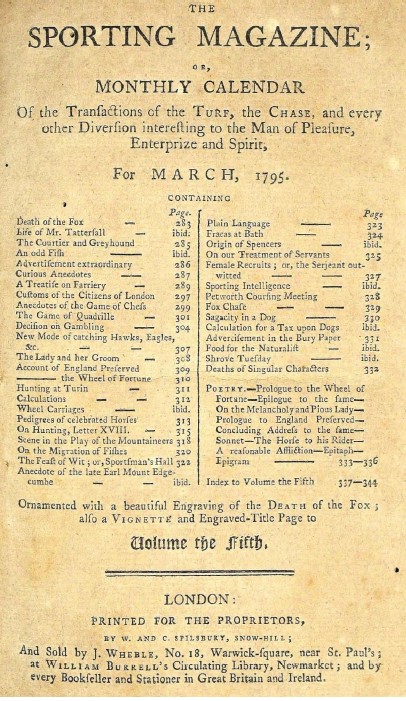 THE
SPORTING MAGAZINE;
OR,
MONTHLY CALENDAR
Of the Tranſactions of the TURF, the CHASE, and every
other Diverſion intereſting to the Man of Pleaſure,
Enterprize and Spirit,
For MARCH, 1795.
CONTAINING
Page.
Death of the Fox — 283
Life of Mr. Tatterſall — ibid.
The Courtier and Greyhound 285
An odd Fiſh — ibid.
Advertiſement extraordinary 286
Curious Anecdotes — 287
A Treatiſe on Farriery — 289
Cuſtoms of the Citizens of London 297
Anecdotes of the Game of Cheſs 299
The Game of Quadrille 301
Deciſion on Gambling — 304
New Mode of catching Hawks, Eagles,
&c. — — 307
The Lady and her Groom — 308
Account of England Preſerved 309
——— the Wheel of Fortune 310
Hunting at Turin — 311
Calculations — — 312
Wheel Carriages — ibid.
Pedigrees of celebrated Horſes 313
On Hunting, Letter XVIII. — 315
Scene in the Play of the Mountaineers 318
On the Migration of Fiſhes 320
The Feaſt of Wit; or, Sportſman's Hall 322
Anecdote of the late Earl Mount Edge-
cumbe — — ibid.
Page
Plain Language — 323
Fracas at Bath — 324
Origin of Spencers — ibid.
On our Treatment of Servants 325
Female Recruits; or, the Serjeant out-
witted — 327
Sporting Intelligence — ibid.
Petworth Courſing Meeting 328
Fox Chaſe — 329
Sagacity in a Dog — 330
Calculation for a Tax upon Dogs ibid.
Advertiſement in the Bury Paper 331
Food for the Naturaliſt — ibid.
Shrove Tueſday — ibid.
Deaths of Singular Characters 332
POETRY.—Prologue to the Wheel of
Fortune—Epilogue to the ſame—
On the Melancholy and Pious Lady—
Prologue to England Preſerved—
Concluding Addreſs to the ſame—
Sonnet—The Horſe to his Rider—
A reaſonable Affliction—Epitaph—
Epigram — 333—336
Index to Volume the Fifth 337—344
Ornamented with a beautiful Engraving of the DEATH of the FOX;
alſo a VIGNETTE and Engraved-Title Page to
Volume the Fifth.
LONDON:
PRINTED FOR THE PROPRIETORS,
BY W. AND C. SPILSBURY, SNOW-HILL;
And Sold by J. WHEBLE, No. 18, Warwick-ſquare, near St. Paul's;
at WILLIAM BURRELL's Circulating Library, Newmarket; and by
every Bookſeller and Stationer in Great Britain and Ireland.